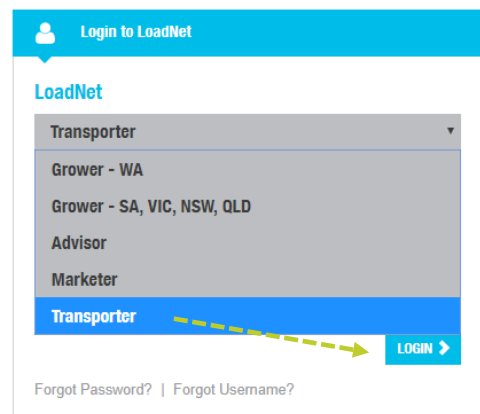 Login to LoadNet
LoadNet
Transporter
Grower - WA
Grower - SA, VIC, NSW, QLD
Advisor
Marketer
Transporter
LOGIN
Forgot Password? | Forgot Username?